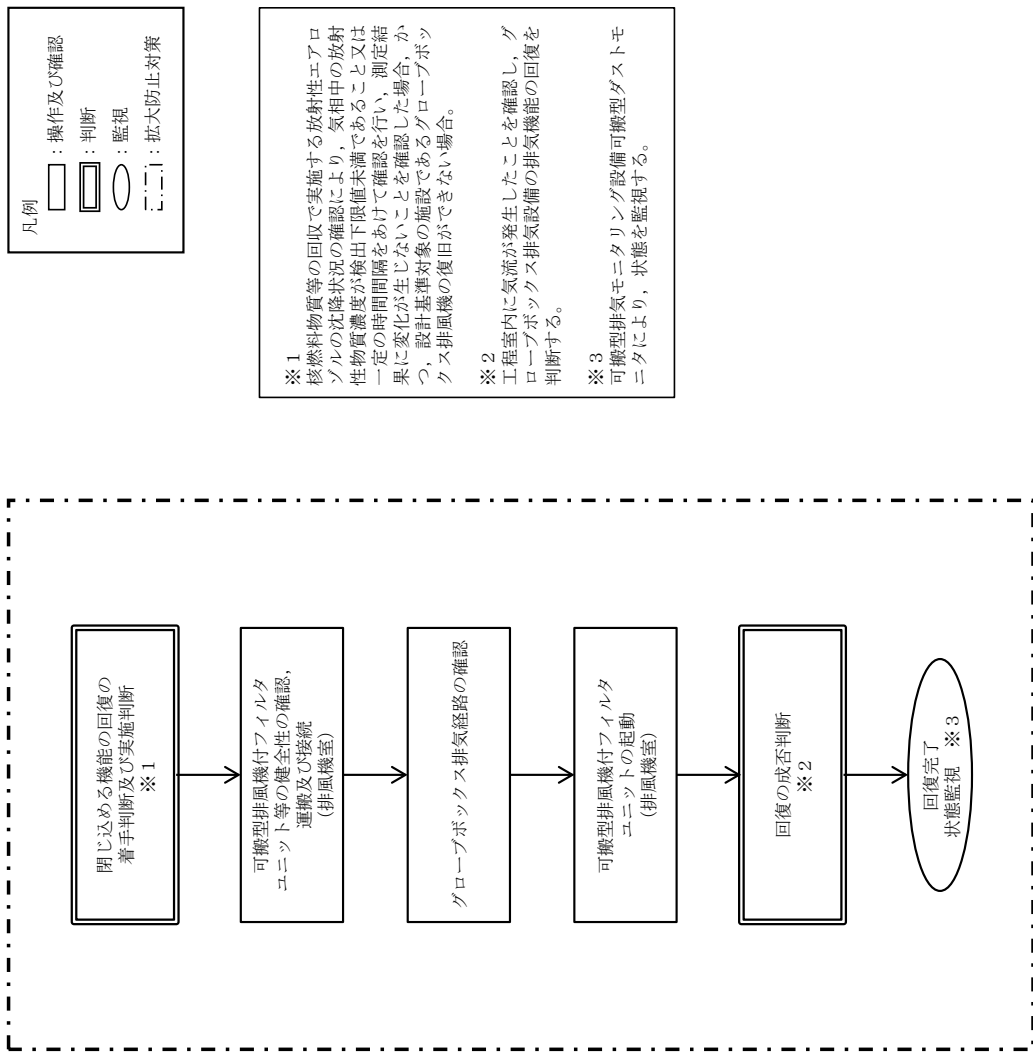 閉じ込める機能の回復の
着手判断及び実施判断
※1
可搬型排風機付フィルタ
ユニット等の健全性の確認,
運搬及び接続
(排風機室)
グローブボックス排気経路の確認
可搬型排風機付フィルタ
ユニットの起動
(排風機室)
回復の成否判断
※2
回復完了
状態監視 ※3
凡例
:操作及び確認
:判断
:監視
:拡大防止対策
※1
核燃料物質等の回収で実施する放射性エアロ
ゾルの沈降状況の確認により,気相中の放射
性物質濃度が検出下限値未満であること又は
一定の時間間隔をあけて確認を行い,測定結
果に変化が生じないことを確認した場合,か
つ,設計基準対象の施設であるグローブボッ
クス排風機の復旧ができない場合。
※2
工程室内に気流が発生したことを確認し,グ
ローブボックス排気設備の排気機能の回復を
判断する。
※3
可搬型排気モニタリング設備可搬型ダストモ
ニタにより,状態を監視する。